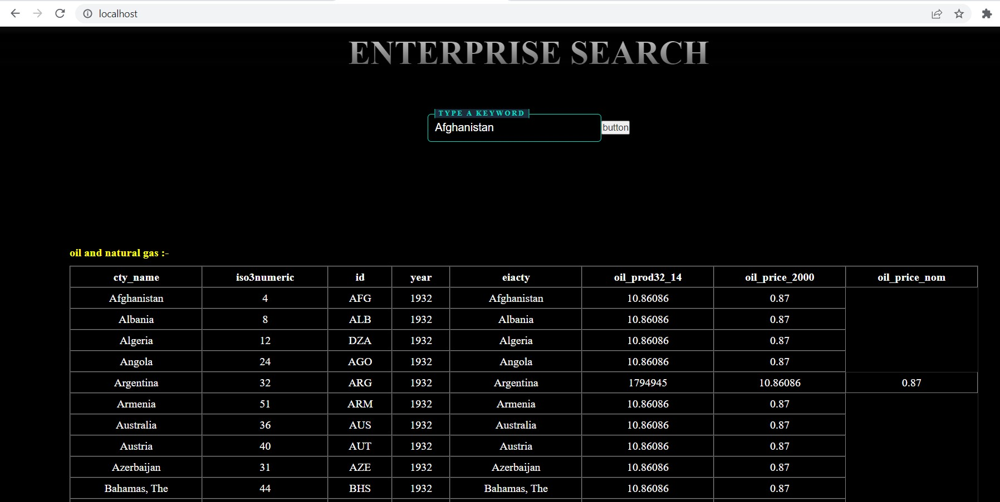 localhost
ENTERPRISE SEARCH
TYPE A KEYWORD
Afghanistan button
oil and natural gas :-
cty_name iso3numeric id year eiacty oil_prod32_14 oil_price_2000 oil_price_nom
Afghanistan 4 AFG 1932 Afghanistan 10.86086 0.87
Albania 8 ALB 1932 Albania 10.86086 0.87
Algeria 12 DZA 1932 Algeria 10.86086 0.87
Angola 24 AGO 1932 Angola 10.86086 0.87
Argentina 32 ARG 1932 Argentina 1794945 10.86086 0.87
Armenia 51 ARM 1932 Armenia 10.86086 0.87
Australia 36 AUS 1932 Australia 10.86086 0.87
Austria 40 AUT 1932 Austria 10.86086 0.87
Azerbaijan 31 AZE 1932 Azerbaijan 10.86086 0.87
Bahamas, The 44 BHS 1932 Bahamas, The 10.86086 0.87